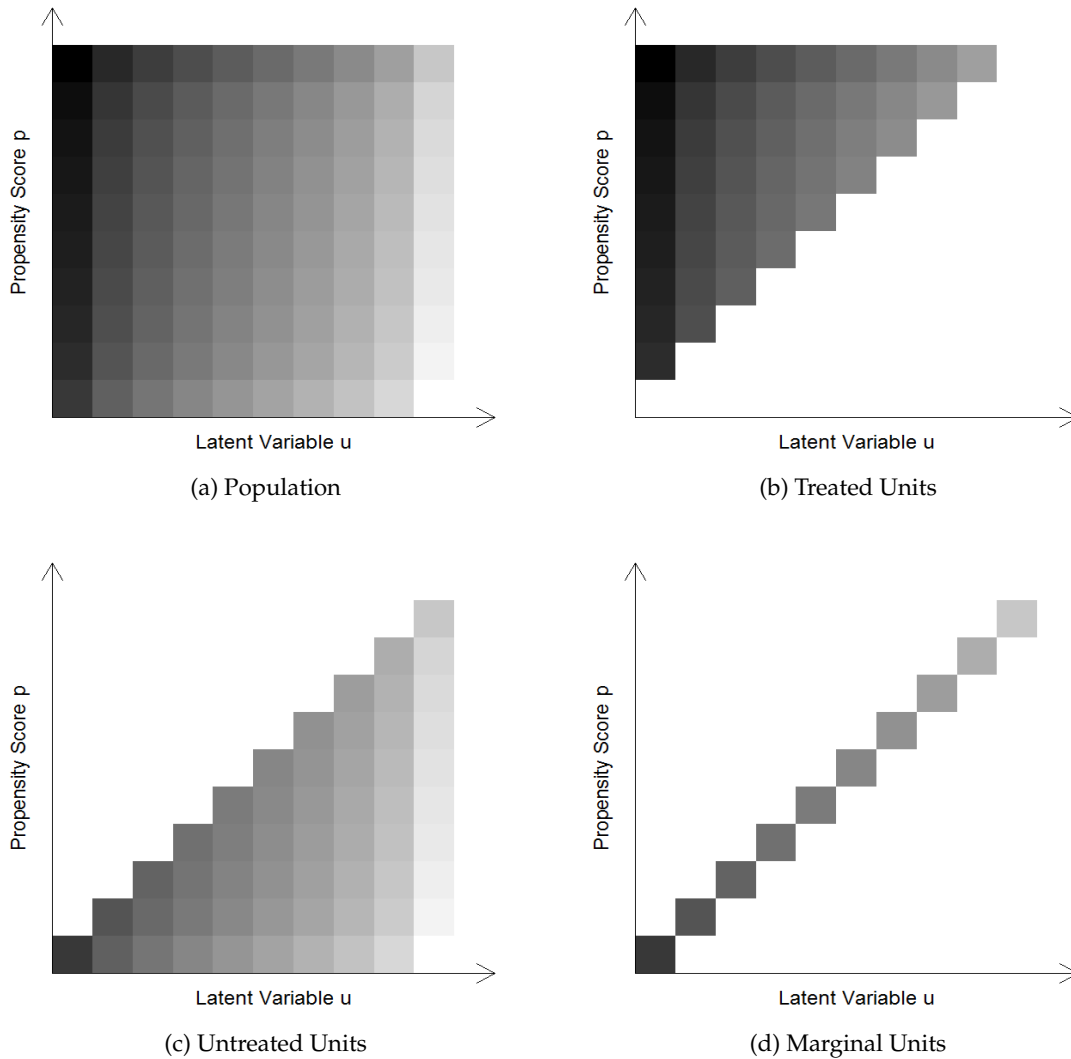 Propensity Score p
Latent Variable u
(a) Population
Propensity Score p
Latent Variable u
(b) Treated Units
Propensity Score p
Latent Variable u
(c) Untreated Units
Propensity Score p
Latent Variable u
(d) Marginal Units